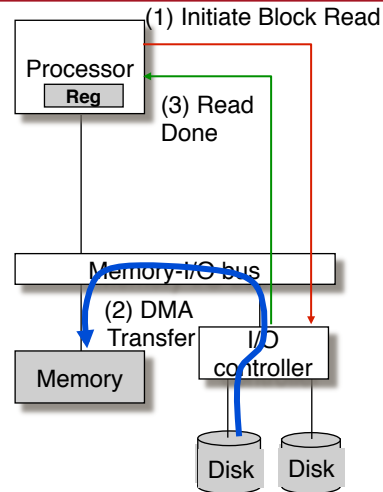 (1) Initiate Block Read
Processor
Reg
(3) Read
Done
Memory-I/O bus
(2) DMA
Transfer
I/O
controller
Memory
Disk
Disk